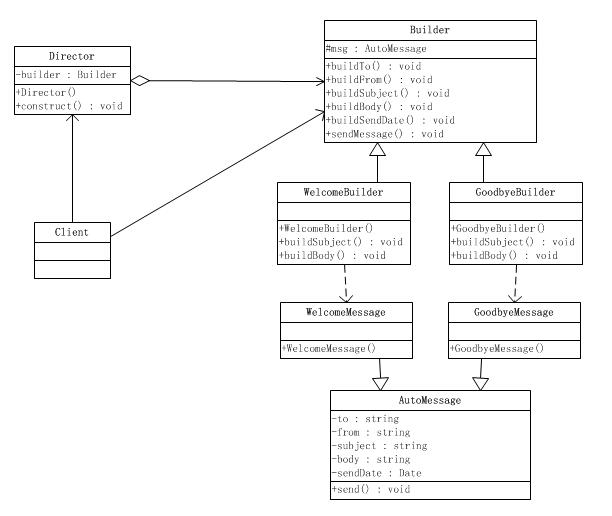 Builder
#msg : AutoMessage
+buildTo() : void
+buildFrom() : void
+buildSubject() : void
+buildBody() : void
+buildSendDate() : void
+sendMessage() : void
Director
-builder : Builder
+Director()
+construct() : void
Client
WelcomeBuilder
+WelcomeBuilder()
+buildSubject() : void
+buildBody() : void
GoodbyeBuilder
+GoodbyeBuilder()
+buildSubject() : void
+buildBody() : void
WelcomeMessage
+WelcomeMessage()
GoodbyeMessage
+GoodbyeMessage()
AutoMessage
-to : string
-from : string
-subject : string
-body : string
-sendDate : Date
+send() : void